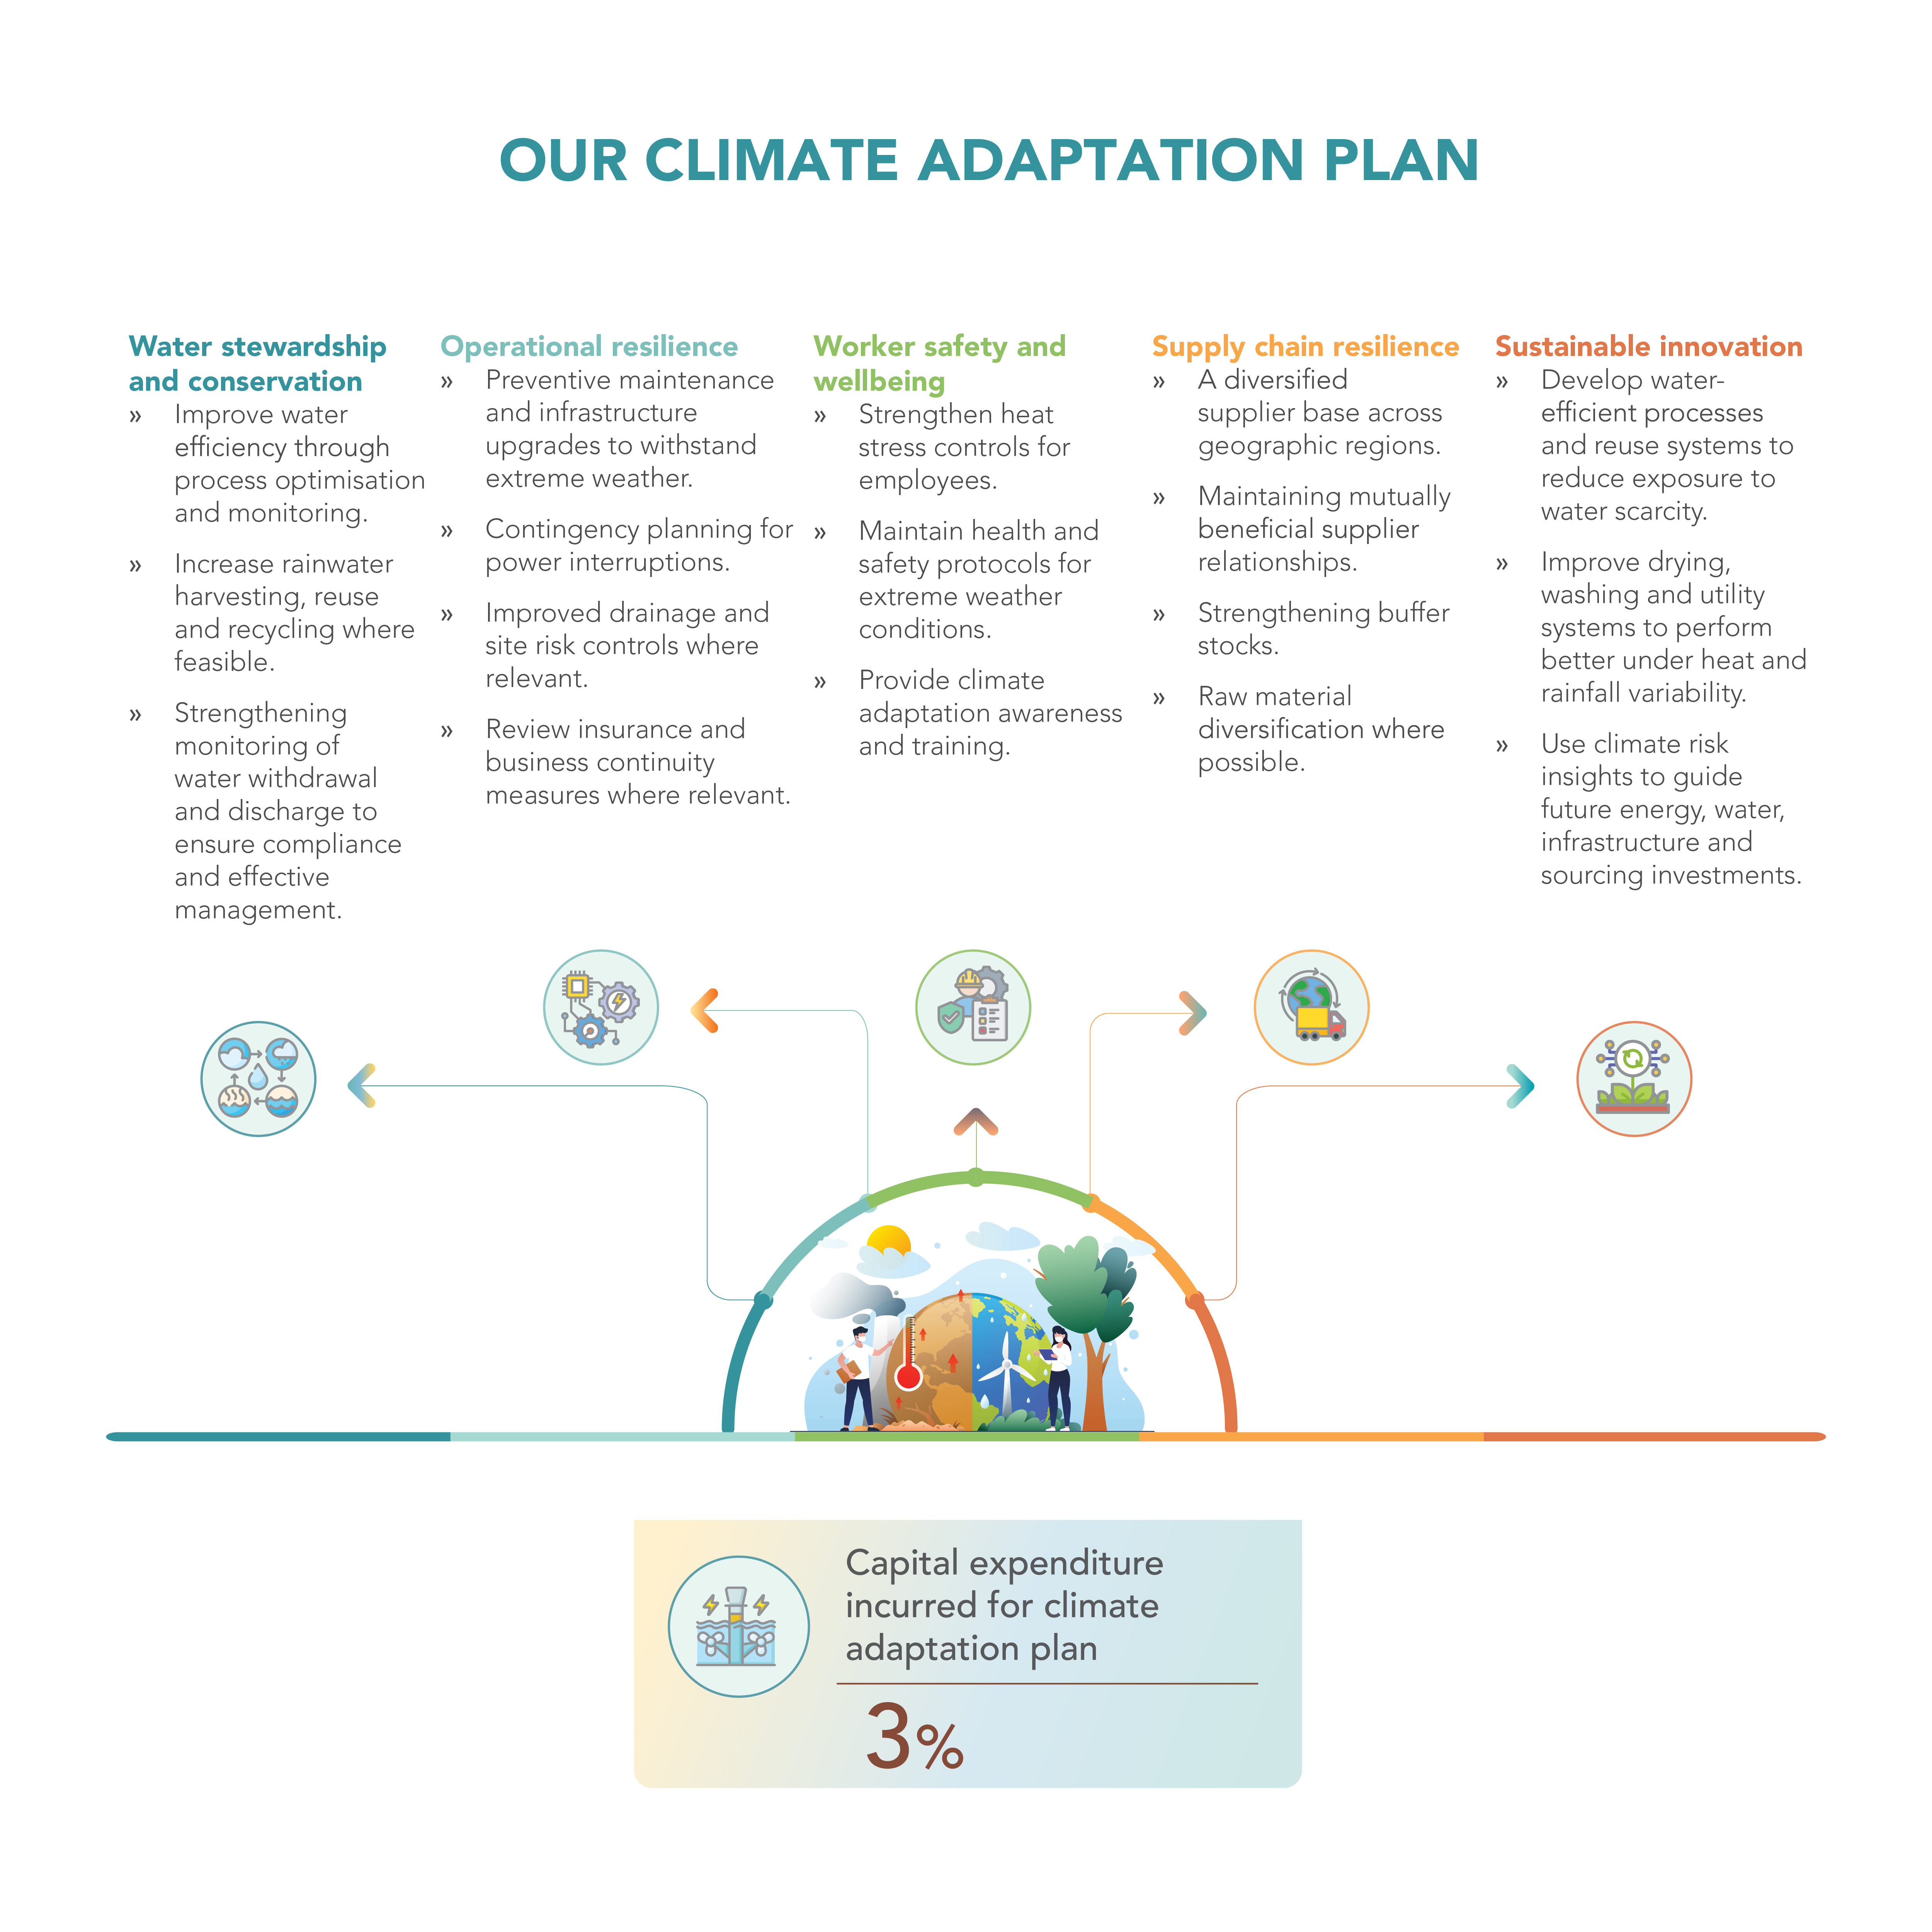 OUR CLIMATE ADAPTATION PLAN
Water stewardship
and conservation
» Improve water
efficiency through
process optimisation
and monitoring.
» Increase rainwater
harvesting, reuse
and recycling where
feasible.
» Strengthening
monitoring of
water withdrawal
and discharge to
ensure compliance
and effective
management.
Operational resilience
» Preventive maintenance
and infrastructure
upgrades to withstand
extreme weather.
» Contingency planning for
power interruptions.
» Improved drainage and
site risk controls where
relevant.
» Review insurance and
business continuity
measures where relevant.
Worker safety and
wellbeing
» Strengthen heat
stress controls for
employees.
» Maintain health and
safety protocols for
extreme weather
conditions.
» Provide climate
adaptation awareness
and training.
Supply chain resilience
» A diversified
supplier base across
geographic regions.
» Maintaining mutually
beneficial supplier
relationships.
» Strengthening buffer
stocks.
» Raw material
diversification where
possible.
Sustainable innovation
» Develop water-
efficient processes
and reuse systems to
reduce exposure to
water scarcity.
» Improve drying,
washing and utility
systems to perform
better under heat and
rainfall variability.
» Use climate risk
insights to guide
future energy, water,
infrastructure and
sourcing investments.
Capital expenditure
incurred for climate
adaptation plan
3%